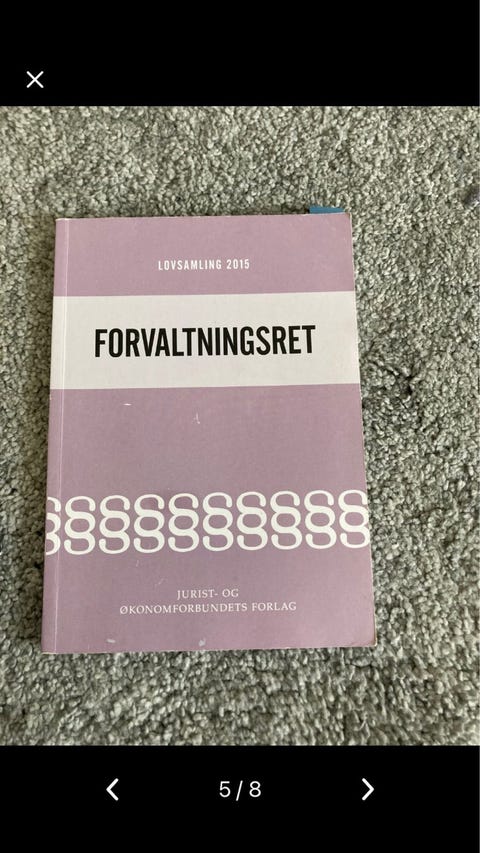 LOVSAMLING 2015
FORVALTNINGSRET
§§§§§§§§§§
JURIST- OG
ØKONOMFORBUNDETS FORLAG
5/8